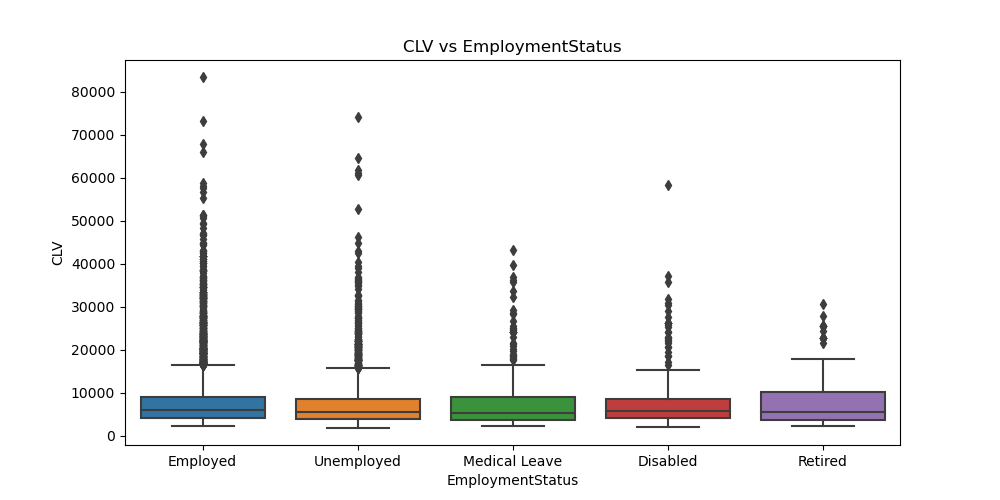 CLV vs EmploymentStatus
80000
70000
60000
50000
40000
30000
20000
10000
0
CLV
Employed Unemployed Medical Leave Disabled Retired
EmploymentStatus